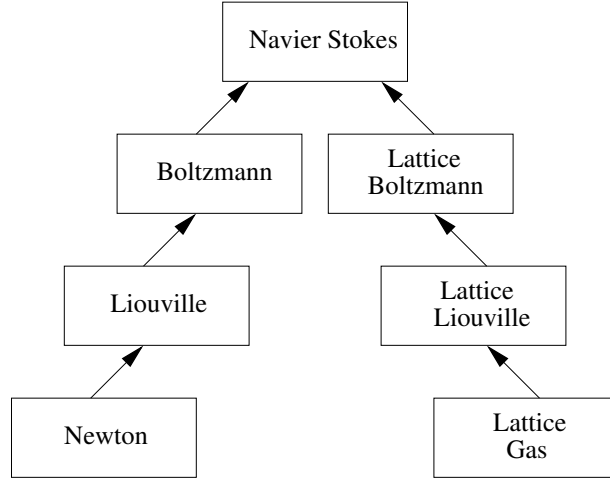 Navier Stokes
Boltzmann
Lattice
Boltzmann
Liouville
Lattice
Liouville
Newton
Lattice
Gas